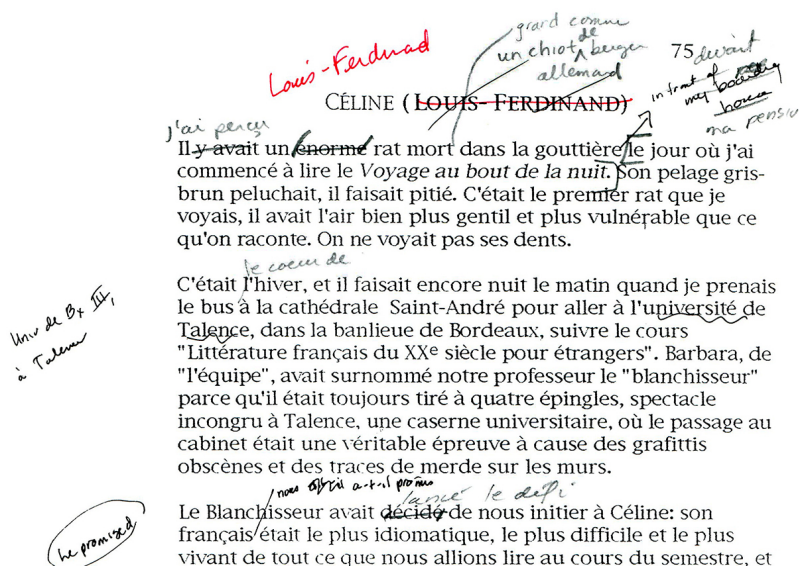 Louis-Ferdinad
grand comme
un chiot de berger
allemand
75 devant
in front of
my boarding
house
ma pensiu
CÉLINE (LOUIS- FERDINAND)
j'ai perçu
Il y avait un énorme rat mort dans la gouttière le jour où j'ai
commencé à lire le Voyage au bout de la nuit. Son pelage gris-
brun peluchait, il faisait pitié. C'était le premier rat que je
voyais, il avait l'air bien plus gentil et plus vulnérable que ce
qu'on raconte. On ne voyait pas ses dents.
le coeur de
C'était l'hiver, et il faisait encore nuit le matin quand je prenais
le bus à la cathédrale Saint-André pour aller à l'université de
Talence, dans la banlieue de Bordeaux, suivre le cours
"Littérature français du XXe siècle pour étrangers". Barbara, de
"l'équipe", avait surnommé notre professeur le "blanchisseur"
parce qu'il était toujours tiré à quatre épingles, spectacle
incongru à Talence, une caserne universitaire, où le passage au
cabinet était une véritable épreuve à cause des grafittis
obscènes et des traces de merde sur les murs.
Univ de Bx III,
à Talence
nous a-t-il promis
lancé le défi
Le Blanchisseur avait décidé de nous initier à Céline: son
français était le plus idiomatique, le plus difficile et le plus
vivant de tout ce que nous allions lire au cours du semestre, et
he promised